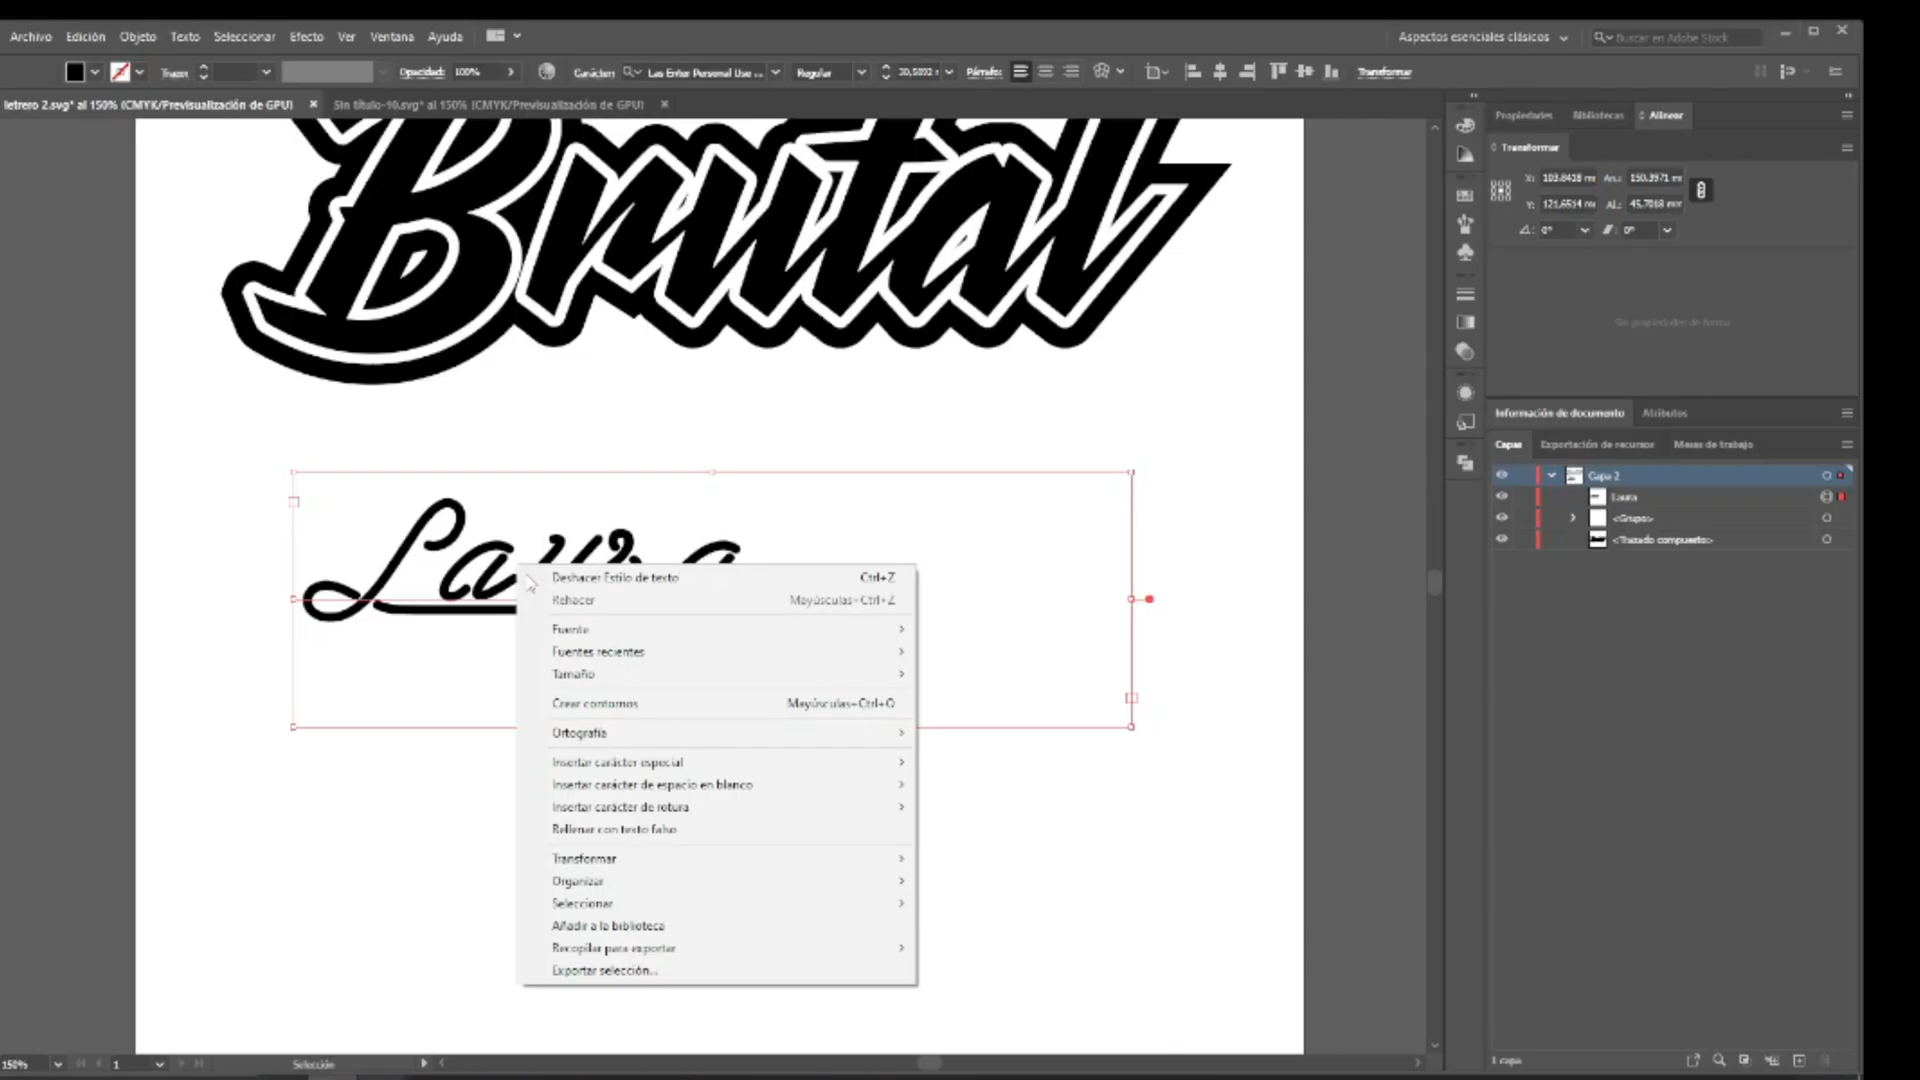 Archivo Edición Objeto Texto Seleccionar Efecto Ver Ventana Ayuda
Aspectos esenciales clásicos
Buscar en Adobe Stock
Trazo:
Opacidad: 100%
Carácter: Las Enter Personal Use ...
Regular
Párrafo:
Transformar
letrero 2.svg* al 150% (CMYK/Previsualización de GPU)
Sin título-10.svg* al 150% (CMYK/Previsualización de GPU)
Propiedades Bibliotecas Alinear
Transformar
X: 103,8418 mm An.: 150,3971 mm
Y: 121,6514 mm Al.: 45,7018 mm
0° 0°
Sin propiedades de forma
Información de documento Atributos
Capas Exportación de recursos Mesas de trabajo
Capa 2
Laura
<Grupo>
<Trazado compuesto>
Brutal
Laura
Deshacer Estilo de texto Ctrl+Z
Rehacer Mayúsculas+Ctrl+Z
Fuente
Fuentes recientes
Tamaño
Crear contornos Mayúsculas+Ctrl+O
Ortografía
Insertar carácter especial
Insertar carácter de espacio en blanco
Insertar carácter de rotura
Rellenar con texto falso
Transformar
Organizar
Seleccionar
Añadir a la biblioteca
Recopilar para exportar
Exportar selección...
150% 1 Selección
1 capa